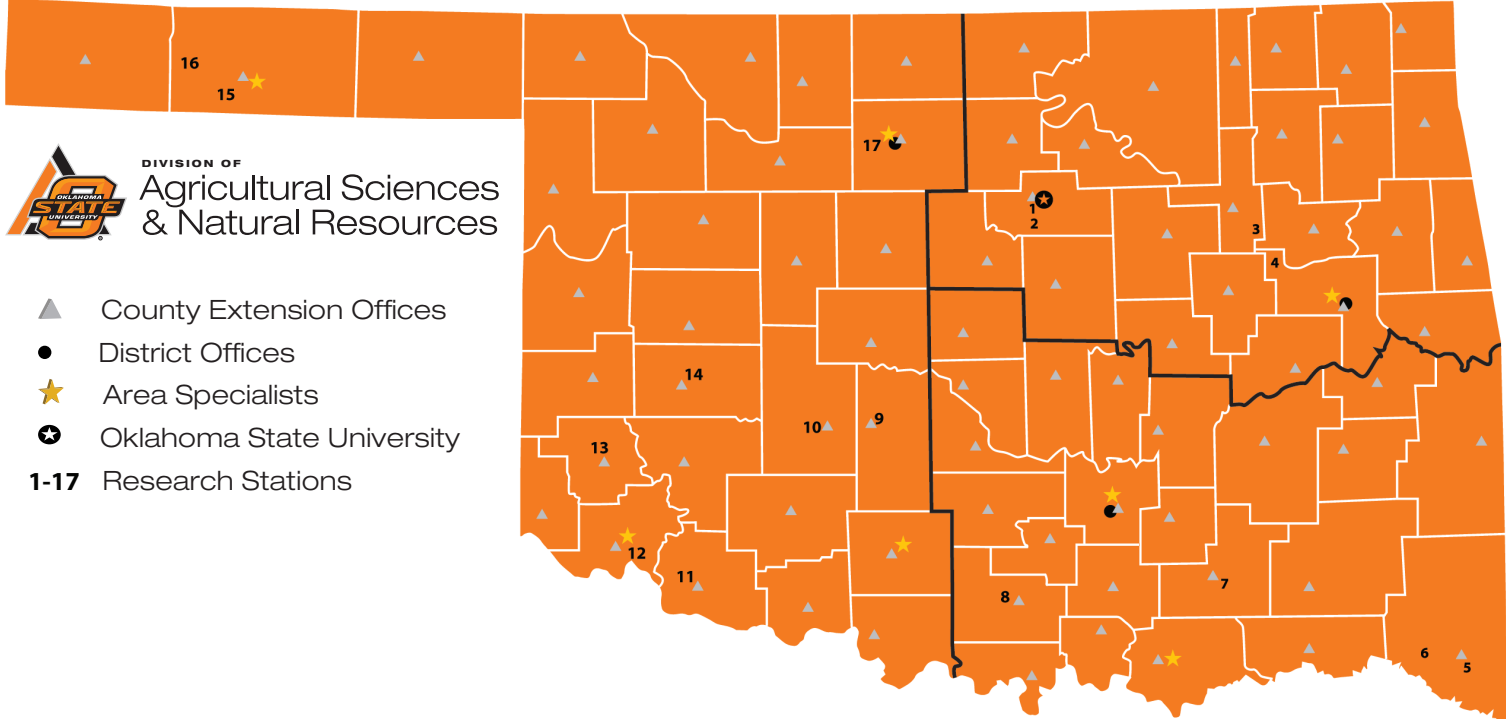 16
15
17
1
2
3
4
DIVISION OF
Agricultural Sciences
& Natural Resources
OKLAHOMA
STATE
UNIVERSITY
®
County Extension Offices
District Offices
Area Specialists
Oklahoma State University
1-17 Research Stations
14
10
9
13
12
11
8
7
6
5